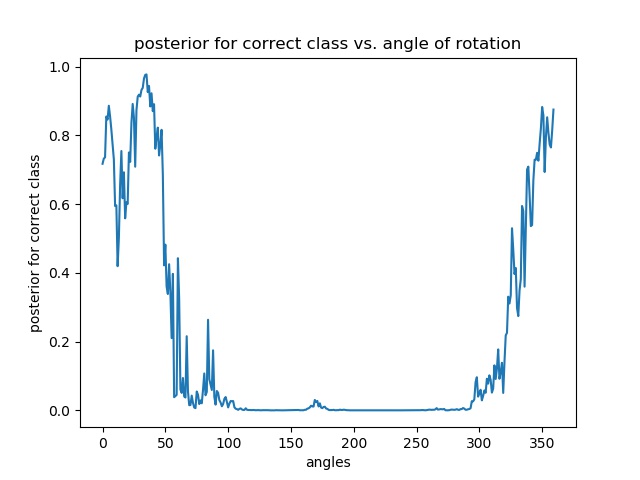 posterior for correct class vs. angle of rotation
posterior for correct class
1.0
0.8
0.6
0.4
0.2
0.0
0 50 100 150 200 250 300 350
angles